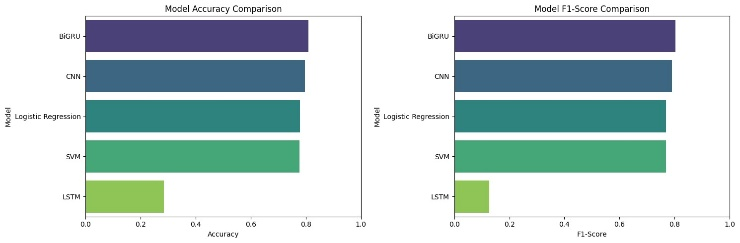 Model Accuracy Comparison
Model
BiGRU
CNN
Logistic Regression
SVM
LSTM
0.0 0.2 0.4 0.6 0.8 1.0
Accuracy
Model F1-Score Comparison
Model
BiGRU
CNN
Logistic Regression
SVM
LSTM
0.0 0.2 0.4 0.6 0.8 1.0
F1-Score